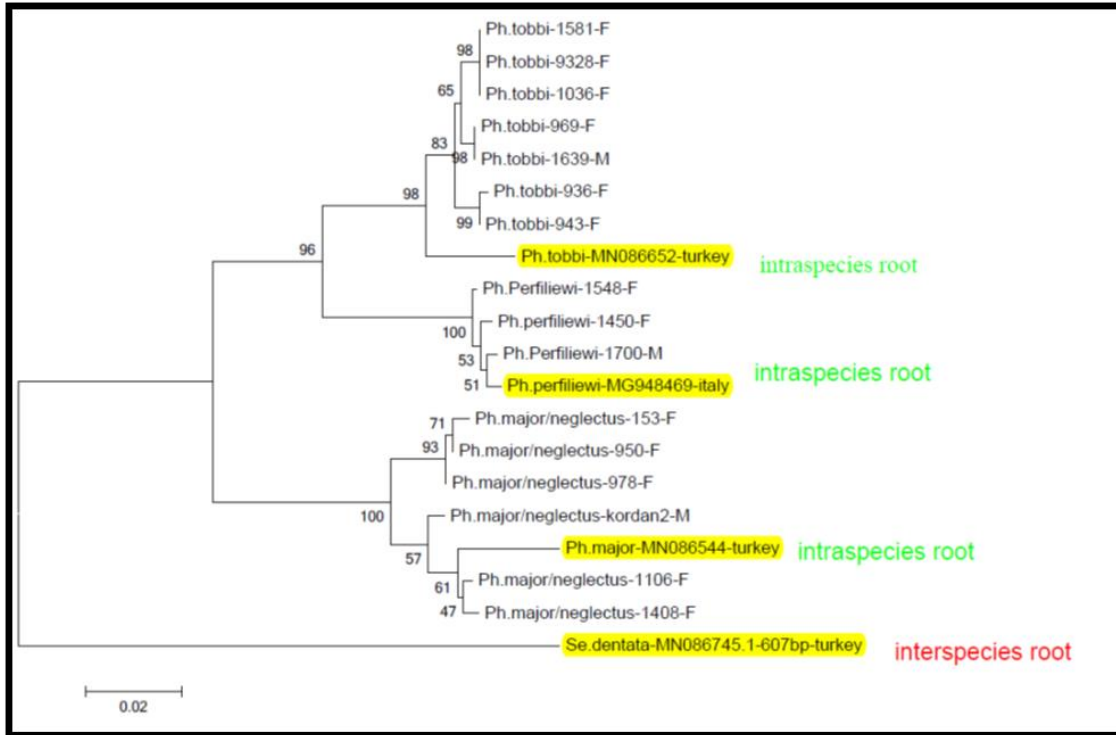 Ph.tobbi-1581-F
98
Ph.tobbi-9328-F
65
Ph.tobbi-1036-F
Ph.tobbi-969-F
83
98
Ph.tobbi-1639-M
98
Ph.tobbi-936-F
99
Ph.tobbi-943-F
96
Ph.tobbi-MN086652-turkey
intraspecies root
Ph.Perfiliewi-1548-F
100
Ph.perfiliewi-1450-F
53
Ph.Perfiliewi-1700-M
51
Ph.perfiliewi-MG948469-italy
intraspecies root
71
Ph.major/neglectus-153-F
93
Ph.major/neglectus-950-F
Ph.major/neglectus-978-F
100
Ph.major/neglectus-kordan2-M
57
Ph.major-MN086544-turkey
intraspecies root
61
Ph.major/neglectus-1106-F
47
Ph.major/neglectus-1408-F
Se.dentata-MN086745.1-607bp-turkey
interspecies root
0.02